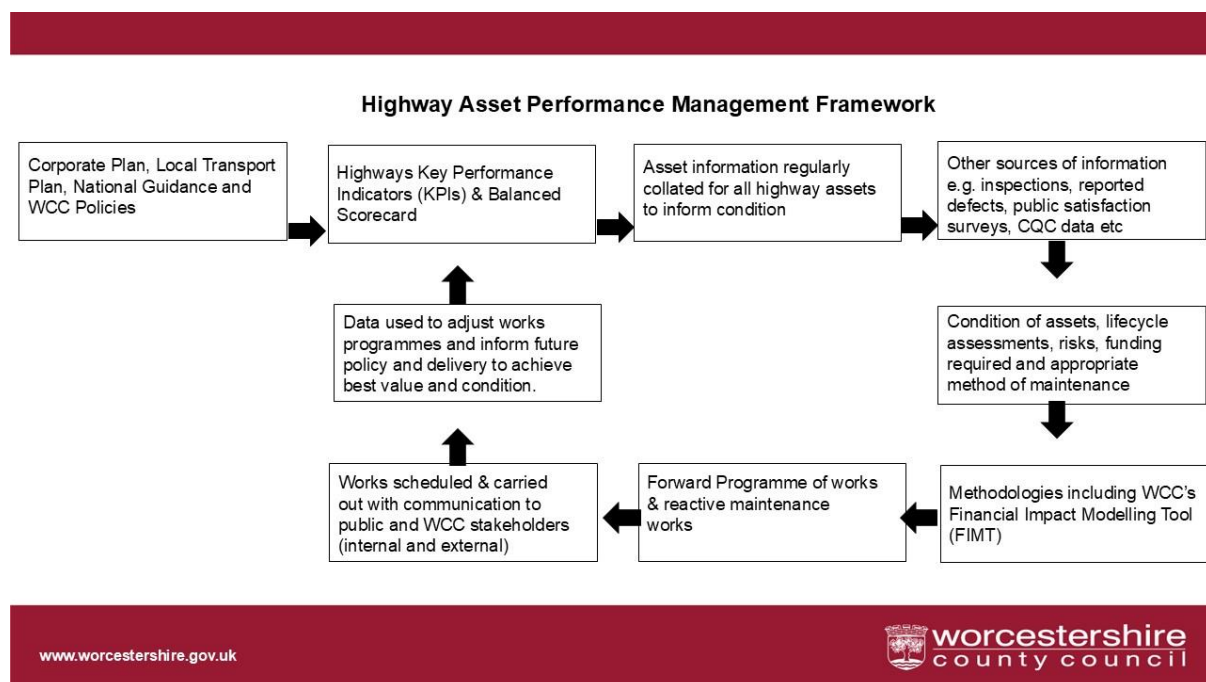 Highway Asset Performance Management Framework
Corporate Plan, Local Transport
Plan, National Guidance and
WCC Policies
Highways Key Performance
Indicators (KPIs) & Balanced
Scorecard
Asset information regularly
collated for all highway assets
to inform condition
Other sources of information
e.g. inspections, reported
defects, public satisfaction
surveys, CQC data etc
Condition of assets, lifecycle
assessments, risks, funding
required and appropriate
method of maintenance
Methodologies including WCC's
Financial Impact Modelling Tool
(FIMT)
Forward Programme of works
& reactive maintenance
works
Works scheduled & carried
out with communication to
public and WCC stakeholders
(internal and external)
Data used to adjust works
programmes and inform future
policy and delivery to achieve
best value and condition.
www.worcestershire.gov.uk
worcestershire
county council